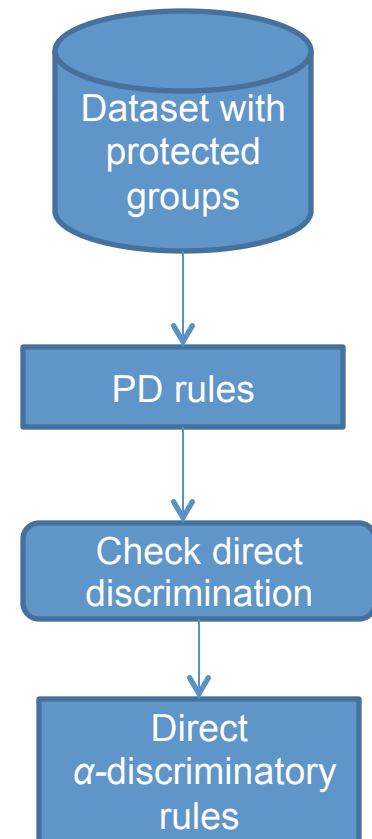 Dataset with
protected
groups
PD rules
Check direct
discrimination
Direct
α-discriminatory
rules